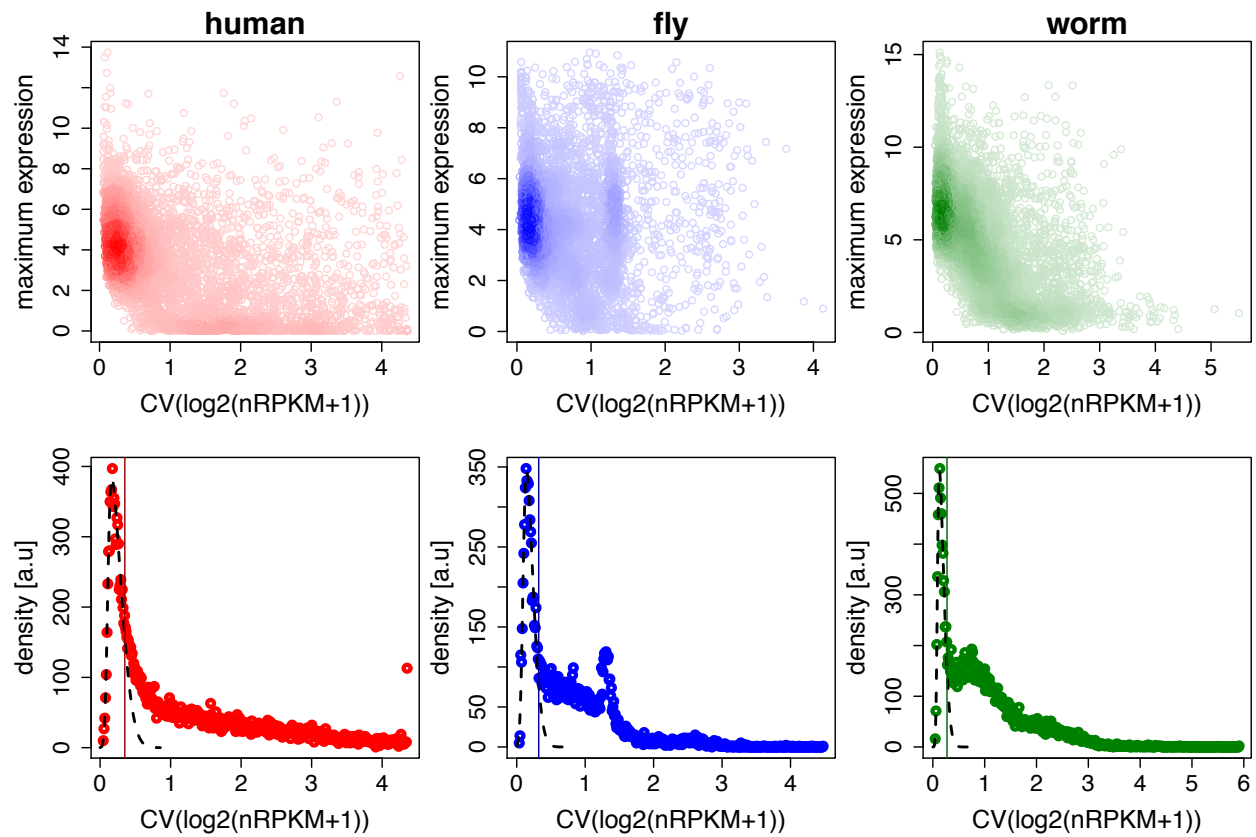 human
fly
worm
maximum expression
0 2 4 6 8 10 14
0 1 2 3 4
CV(log2(nRPKM+1))
maximum expression
0 2 4 6 8 10
0 1 2 3 4
CV(log2(nRPKM+1))
maximum expression
0 5 10 15
0 1 2 3 4 5
CV(log2(nRPKM+1))
density [a.u]
0 100 200 300 400
0 1 2 3 4
CV(log2(nRPKM+1))
density [a.u]
0 50 150 250 350
0 1 2 3 4
CV(log2(nRPKM+1))
density [a.u]
0 100 300 500
0 1 2 3 4 5 6
CV(log2(nRPKM+1))